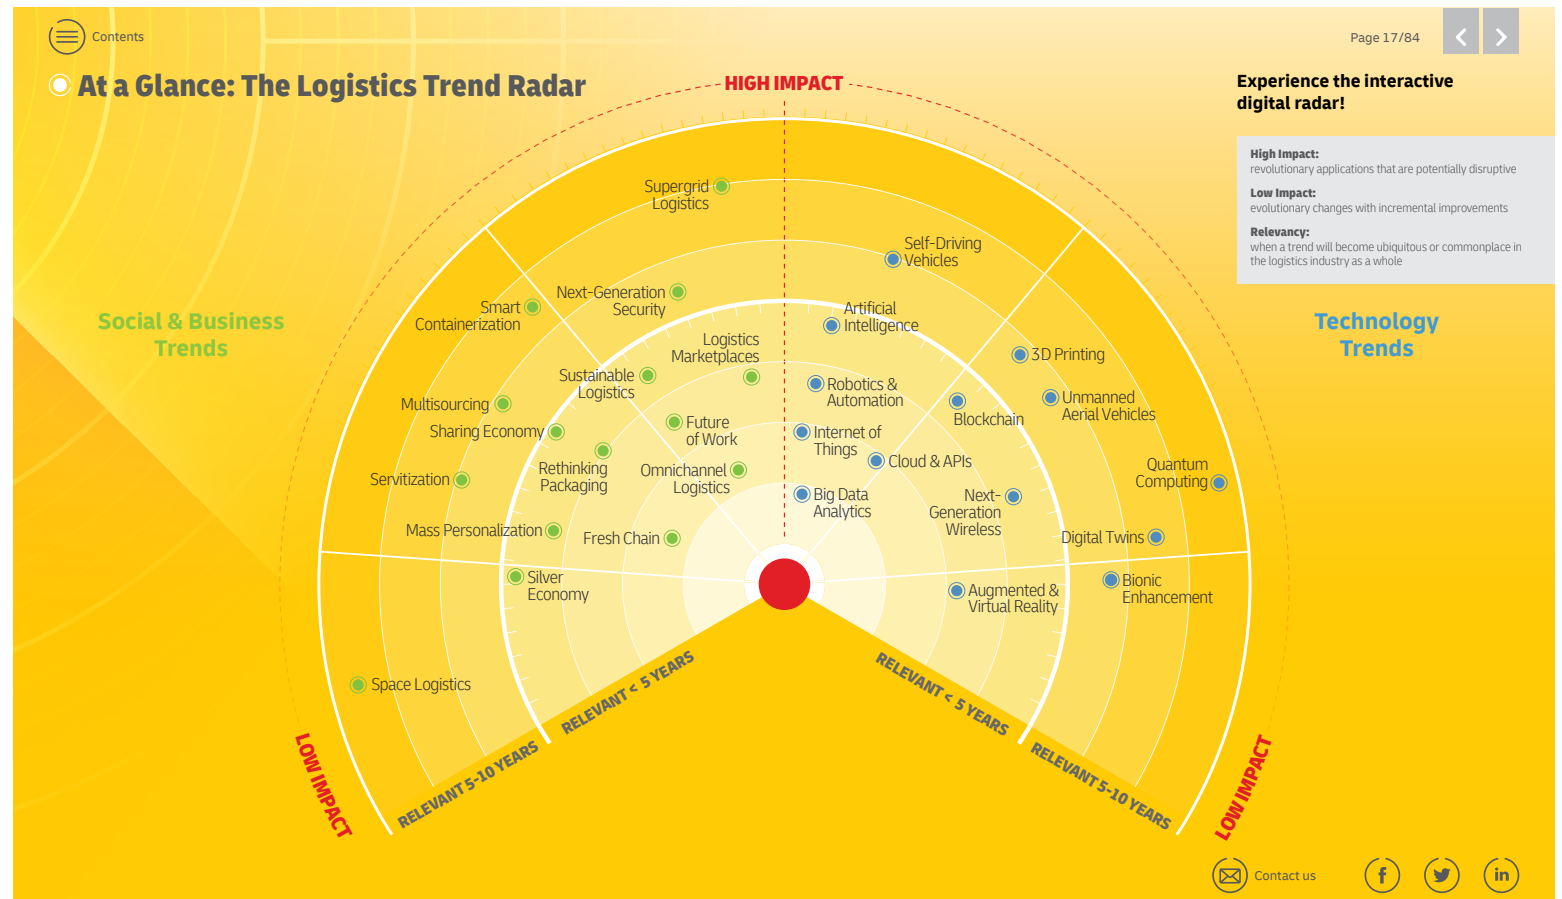 Contents
Page 17/84
At a Glance: The Logistics Trend Radar
HIGH IMPACT
Experience the interactive
digital radar!
High Impact:
revolutionary applications that are potentially disruptive
Low Impact:
evolutionary changes with incremental improvements
Relevancy:
when a trend will become ubiquitous or commonplace in
the logistics industry as a whole
Social & Business
Trends
Technology
Trends
Supergrid
Logistics
Self-Driving
Vehicles
Next-Generation
Security
Smart
Containerization
Artificial
Intelligence
Logistics
Marketplaces
3D Printing
Sustainable
Logistics
Robotics &
Automation
Unmanned
Aerial Vehicles
Multisourcing
Blockchain
Sharing Economy
Future
of Work
Internet of
Things
Rethinking
Packaging
Omnichannel
Logistics
Cloud & APIs
Quantum
Computing
Servitization
Big Data
Analytics
Next-
Generation
Wireless
Mass Personalization
Fresh Chain
Digital Twins
Silver
Economy
Augmented &
Virtual Reality
Bionic
Enhancement
Space Logistics
RELEVANT < 5 YEARS
RELEVANT < 5 YEARS
RELEVANT 5-10 YEARS
RELEVANT 5-10 YEARS
LOW IMPACT
LOW IMPACT
Contact us
f
in